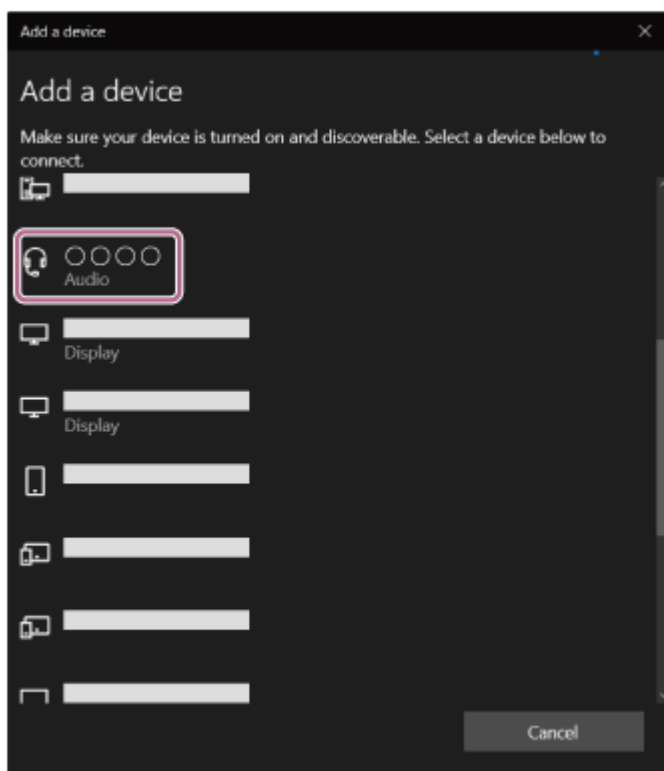 Add a device
Add a device
Make sure your device is turned on and discoverable. Select a device below to
connect.
○○○○
Audio
Display
Display
Cancel